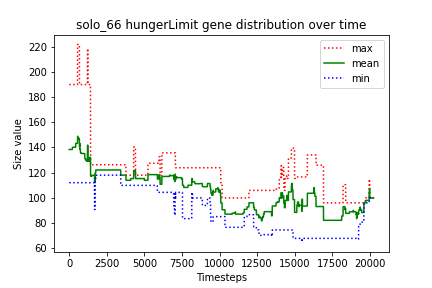 solo_66 hungerLimit gene distribution over time
max
mean
min
Size value
220
200
180
160
140
120
100
80
60
0 2500 5000 7500 10000 12500 15000 17500 20000
Timesteps